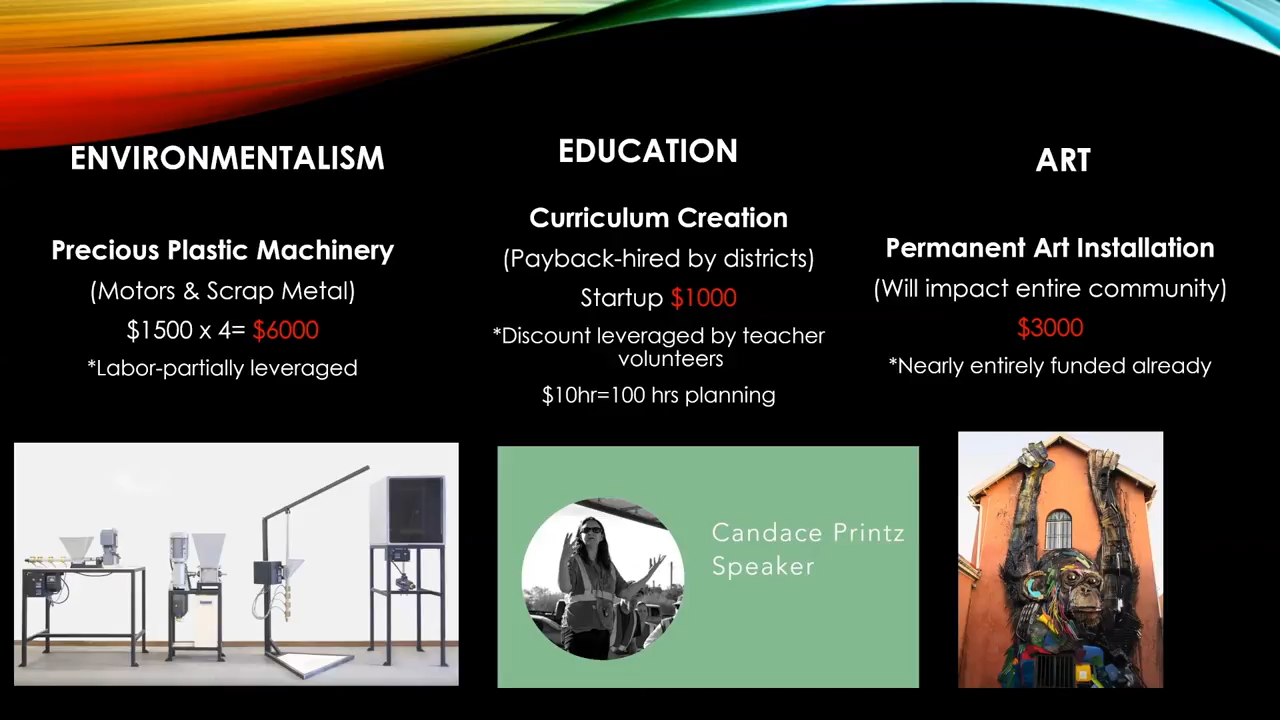 ENVIRONMENTALISM
Precious Plastic Machinery
(Motors & Scrap Metal)
$1500 x 4= $6000
*Labor-partially leveraged
EDUCATION
Curriculum Creation
(Payback-hired by districts)
Startup $1000
*Discount leveraged by teacher
volunteers
$10hr=100 hrs planning
Candace Printz
Speaker
ART
Permanent Art Installation
(Will impact entire community)
$3000
*Nearly entirely funded already